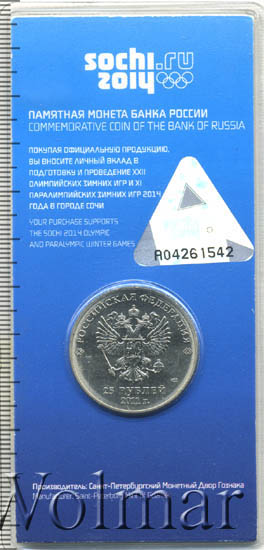 sochi.ru
2014
ПАМЯТНАЯ МОНЕТА БАНКА РОССИИ
COMMEMORATIVE COIN OF THE BANK OF RUSSIA
ПОКУПАЯ ОФИЦИАЛЬНУЮ ПРОДУКЦИЮ,
ВЫ ВНОСИТЕ ЛИЧНЫЙ ВКЛАД В
ПОДГОТОВКУ И ПРОВЕДЕНИЕ XXII
ОЛИМПИЙСКИХ ЗИМНИХ ИГР И XI
ПАРАЛИМПИЙСКИХ ЗИМНИХ ИГР 2014
ГОДА В ГОРОДЕ СОЧИ
YOUR PURCHASE SUPPORTS
THE SOCHI 2014 OLYMPIC
AND PARALYMPIC WINTER GAMES
A04261542
РОССИЙСКАЯ ФЕДЕРАЦИЯ
25 РУБЛЕЙ
Производитель: Санкт-Петербургский Монетный Двор Гознака
Manufacturer: Saint-Petersburg Mint of Goznak
Wolmar